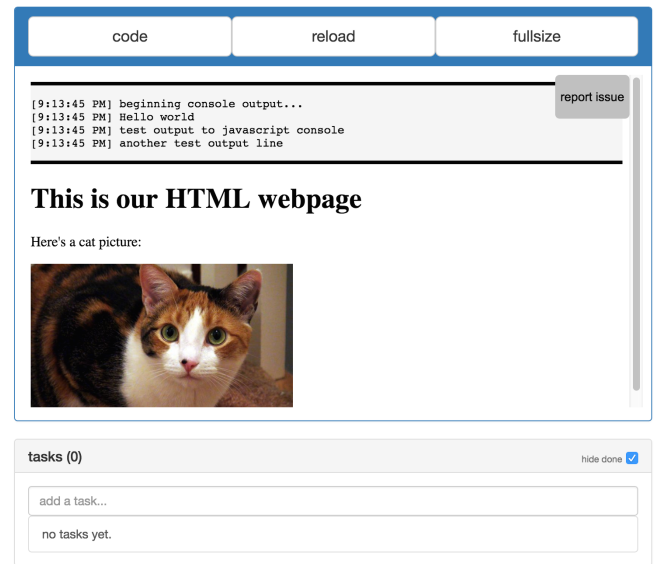 code
reload
fullsize
report issue
[9:13:45 PM] beginning console output...
[9:13:45 PM] Hello world
[9:13:45 PM] test output to javascript console
[9:13:45 PM] another test output line
This is our HTML webpage
Here's a cat picture:
tasks (0)
hide done
add a task...
no tasks yet.